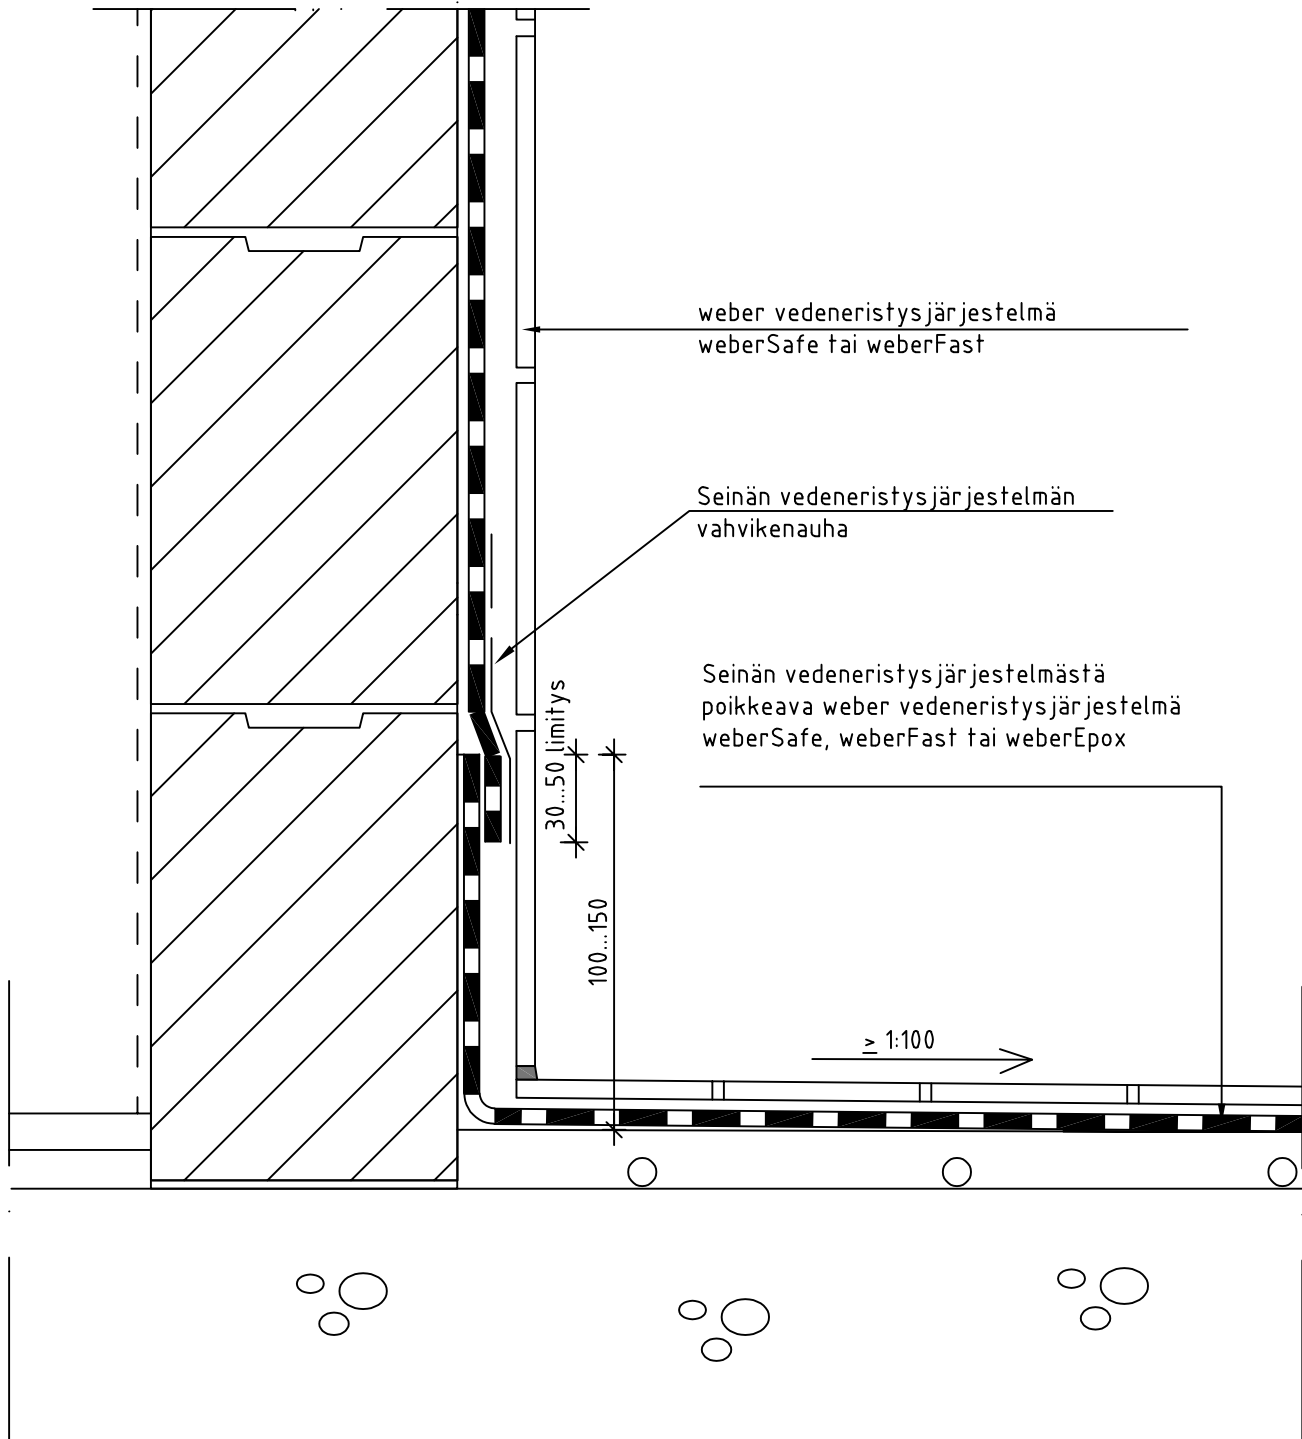 weber vedeneristysjärjestelmä
weberSafe tai weberFast
Seinän vedeneristysjärjestelmän
vahvikenauha
Seinän vedeneristysjärjestelmästä
poikkeava weber vedeneristysjärjestelmä
weberSafe, weberFast tai weberEpox
30...50 limitys
100...150
≥ 1:100